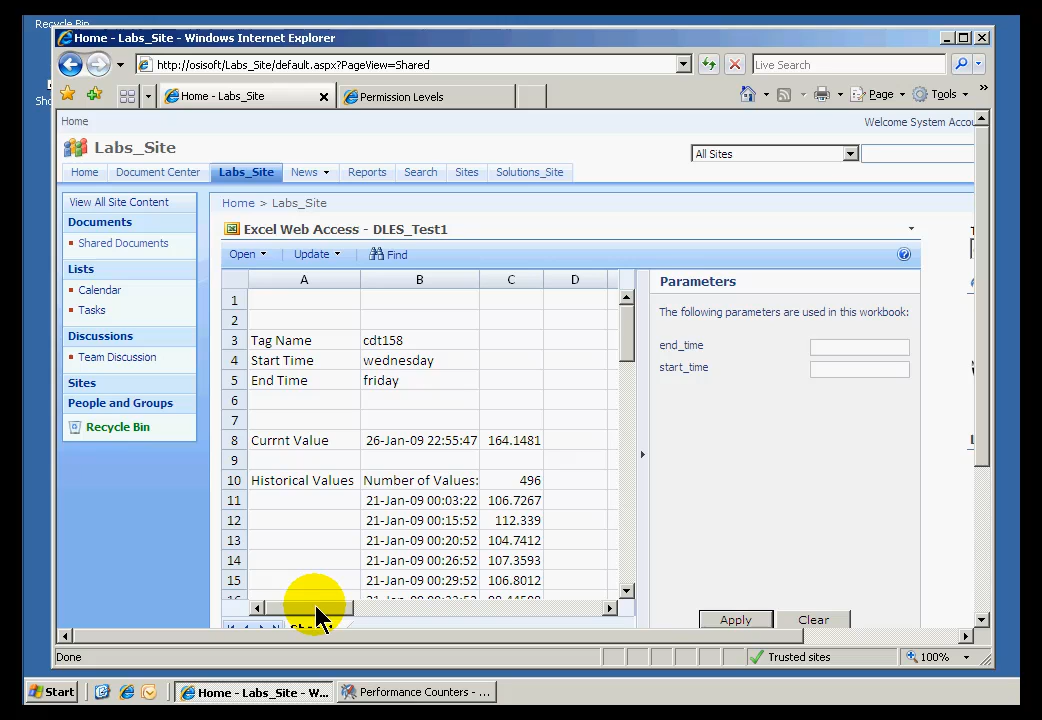 Recycle Bin
Home - Labs_Site - Windows Internet Explorer
http://osisoft/Labs_Site/default.aspx?PageView=Shared
Live Search
Home - Labs_Site
Permission Levels
Page
Tools
Home
Welcome System Accou
Labs_Site
All Sites
Home
Document Center
Labs_Site
News
Reports
Search
Sites
Solutions_Site
View All Site Content
Documents
Shared Documents
Lists
Calendar
Tasks
Discussions
Team Discussion
Sites
People and Groups
Recycle Bin
Home > Labs_Site
Excel Web Access - DLES_Test1
Open
Update
Find
A B C D
1
2
3 Tag Name cdt158
4 Start Time wednesday
5 End Time friday
6
7
8 Currnt Value 26-Jan-09 22:55:47 164.1481
9
10 Historical Values Number of Values: 496
11 21-Jan-09 00:03:22 106.7267
12 21-Jan-09 00:15:52 112.339
13 21-Jan-09 00:20:52 104.7412
14 21-Jan-09 00:26:52 107.3593
15 21-Jan-09 00:29:52 106.8012
Parameters
The following parameters are used in this workbook:
end_time
start_time
Apply
Clear
Done
Trusted sites
100%
Start
Home - Labs_Site - W...
Performance Counters - ...